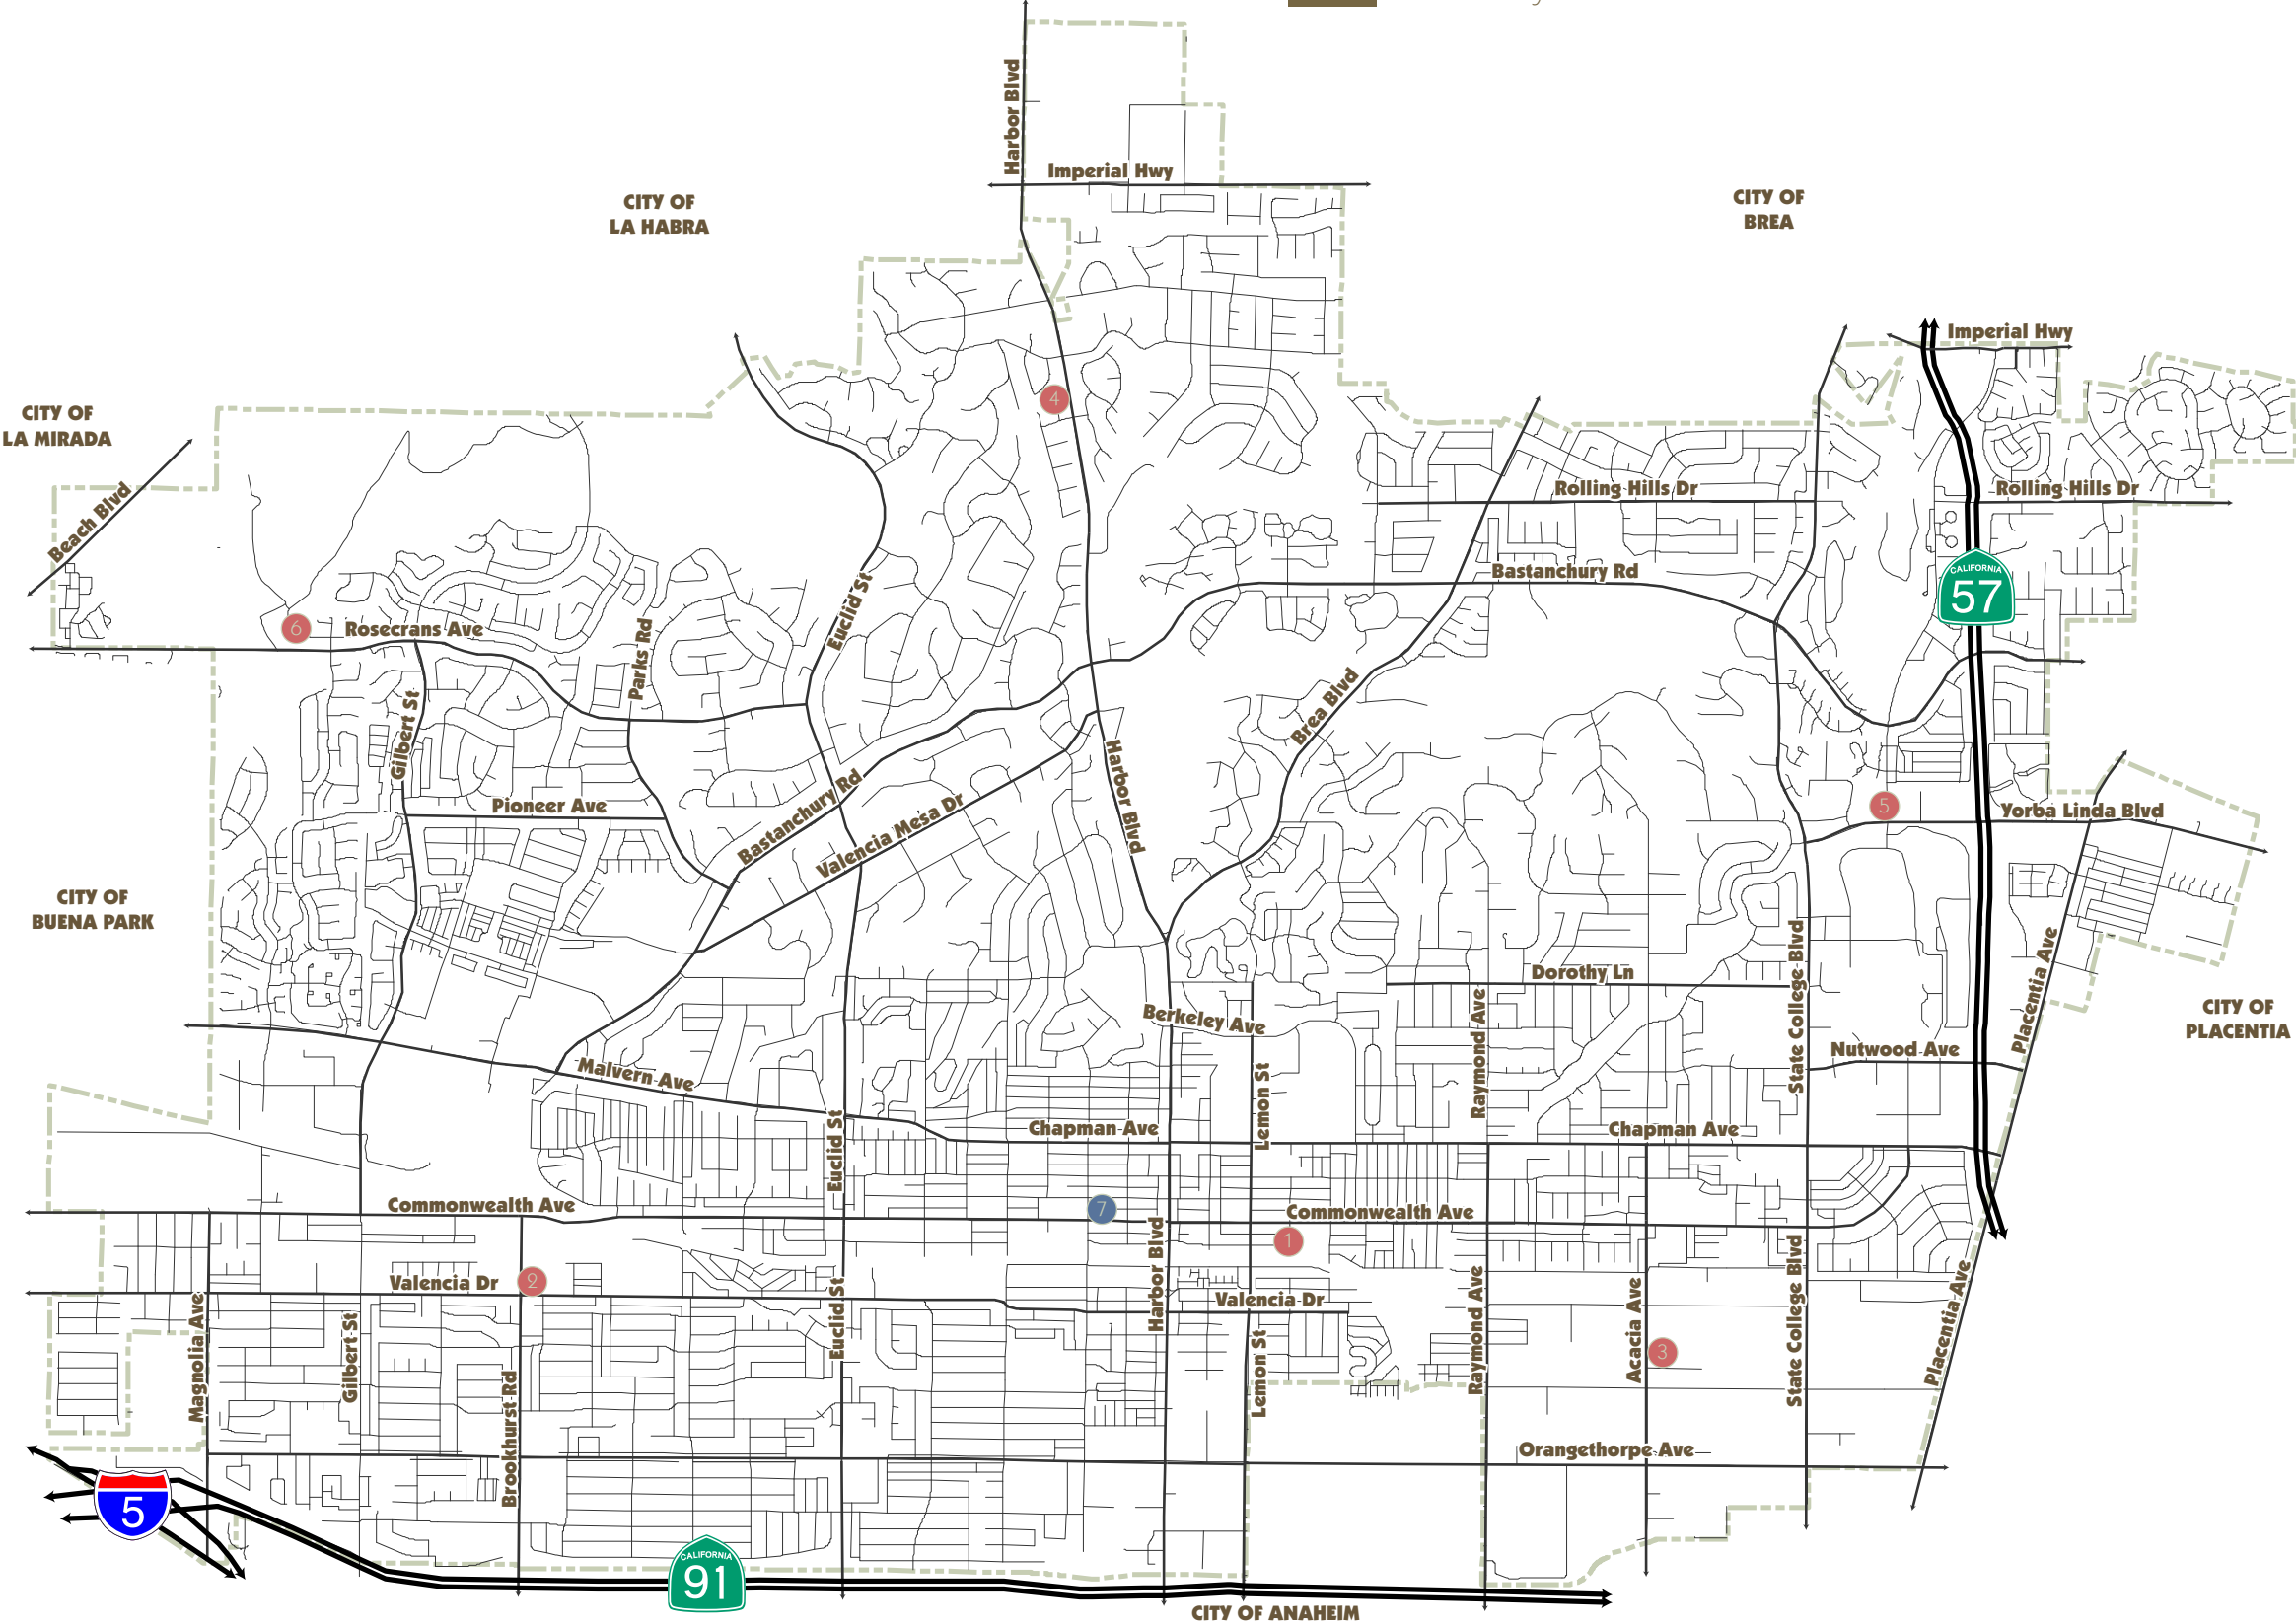 Harbor Blvd
Imperial Hwy
CITY OF
LA HABRA
CITY OF
BREA
Imperial Hwy
4
CITY OF
LA MIRADA
Beach Blvd
Rolling Hills Dr
Rolling Hills Dr
Bastanchury Rd
CALIFORNIA
57
Euclid St
6
Rosecrans Ave
Parks Rd
Gilbert St
Brea Blvd
Harbor Blvd
Pioneer Ave
Bastanchury Rd
Valencia Mesa Dr
5
Yorba Linda Blvd
CITY OF
BUENA PARK
Dorothy Ln
State College Blvd
Placentia Ave
CITY OF
PLACENTIA
Berkeley Ave
Raymond Ave
Nutwood Ave
Malvern Ave
Lemon St
Euclid St
Chapman Ave
Chapman Ave
Commonwealth Ave
7
Commonwealth Ave
1
Harbor Blvd
Valencia Dr
2
Valencia Dr
Magnolia Ave
Gilbert St
Euclid St
Lemon St
Raymond Ave
Acacia Ave
3
State College Blvd
Placentia Ave
Brookhurst Rd
Orangethorpe Ave
5
CALIFORNIA
91
CITY OF ANAHEIM